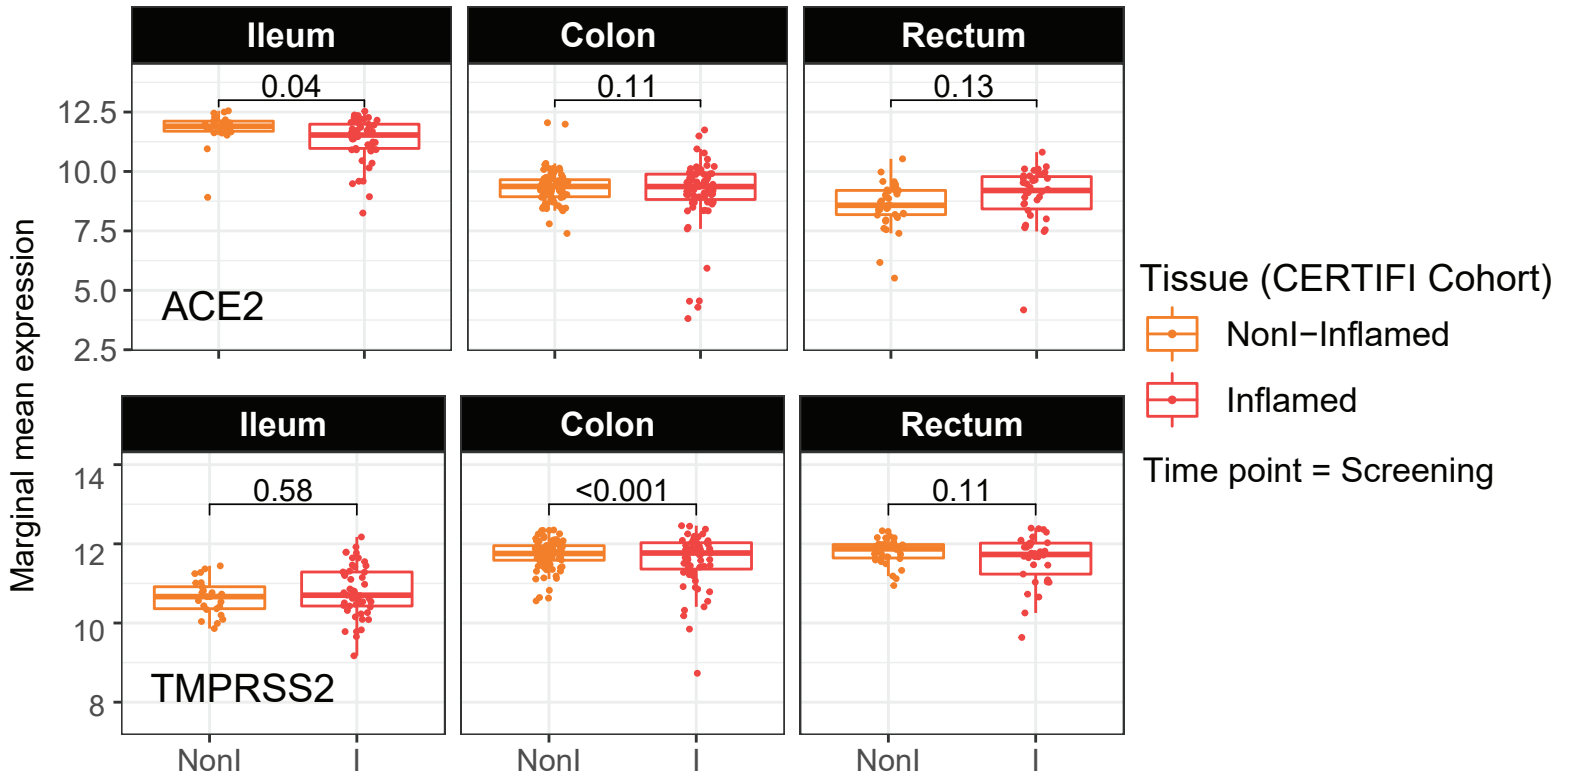 Ileum Colon Rectum
0.04 0.11 0.13
12.5
10.0
7.5
5.0
2.5
ACE2
Marginal mean expression
Ileum Colon Rectum
0.58 <0.001 0.11
14
12
10
8
TMPRSS2
NonI I NonI I NonI I
Tissue (CERTIFI Cohort)
NonI−Inflamed
Inflamed
Time point = Screening